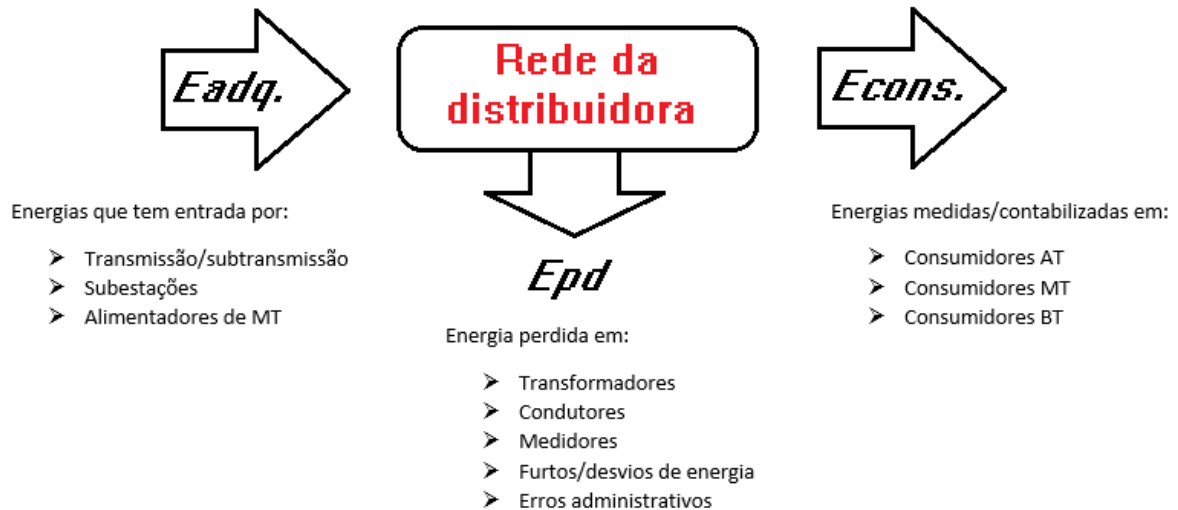 Eadq.
Rede da
distribuidora
Econs.
Energias que tem entrada por:
➤ Transmissão/subtransmissão
➤ Subestações
➤ Alimentadores de MT
Epd
Energia perdida em:
➤ Transformadores
➤ Condutores
➤ Medidores
➤ Furtos/desvios de energia
➤ Erros administrativos
Energias medidas/contabilizadas em:
➤ Consumidores AT
➤ Consumidores MT
➤ Consumidores BT